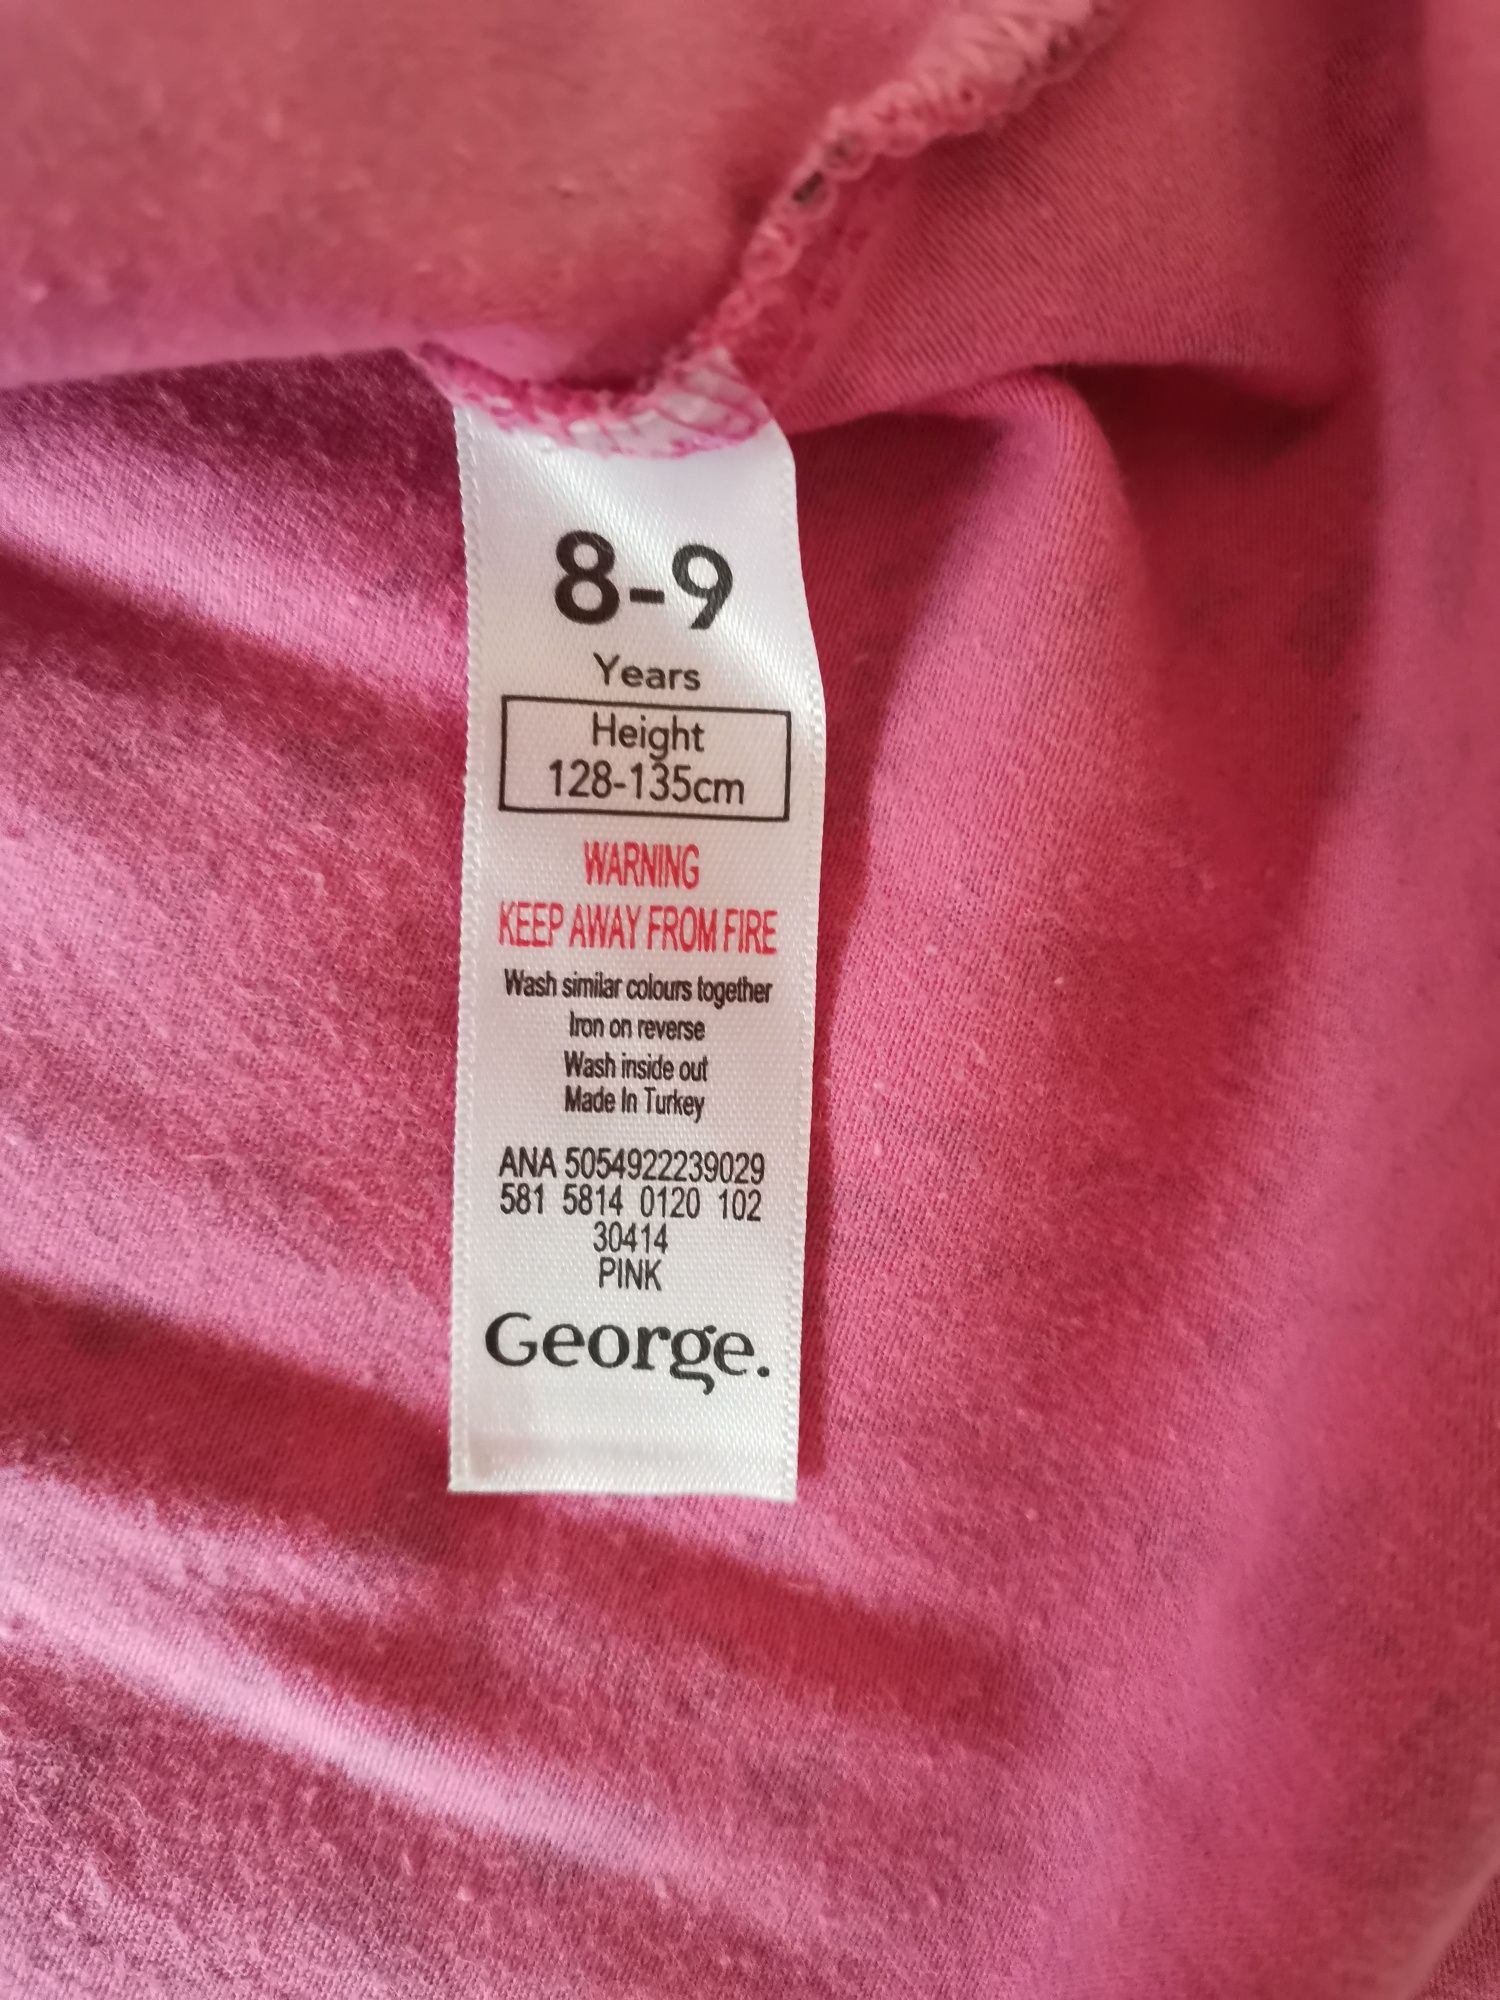 8-9
Years
Height
128-135cm
WARNING
KEEP AWAY FROM FIRE
Wash similar colours together
Iron on reverse
Wash inside out
Made In Turkey
ANA 5054922239029
581 5814 0120 102
30414
PINK
George.